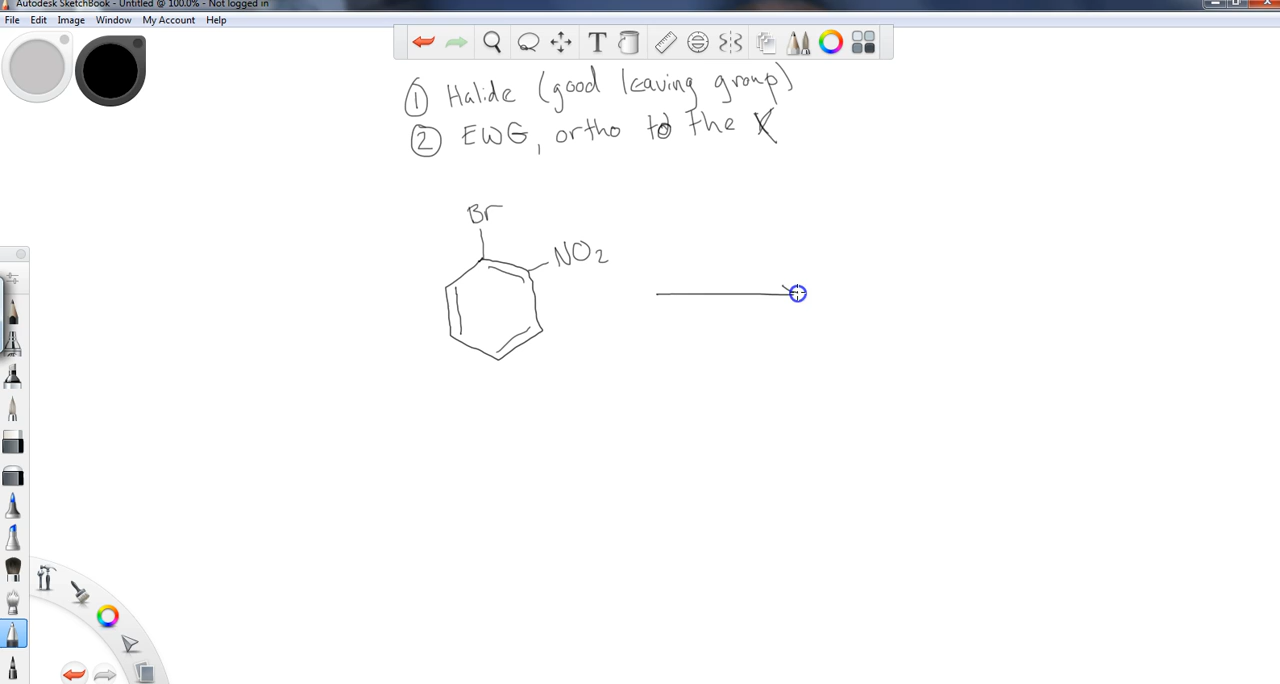 Autodesk SketchBook - Untitled @ 100.0% - Not logged in
File Edit Image Window My Account Help
T
① Halide (good leaving group)
② EWG, ortho to the X
Br
NO2